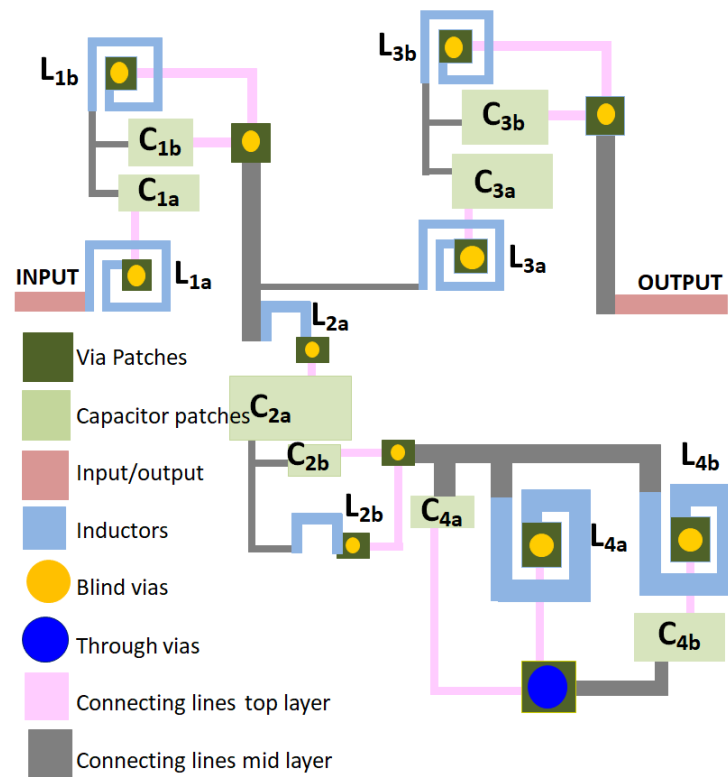 L1b
L3b
C1b
C3b
C1a
C3a
INPUT
L1a
L3a
OUTPUT
L2a
Via Patches
Capacitor patches
C2a
C2b
L4b
Input/output
L2b
C4a
L4a
Inductors
Blind vias
C4b
Through vias
Connecting lines top layer
Connecting lines mid layer